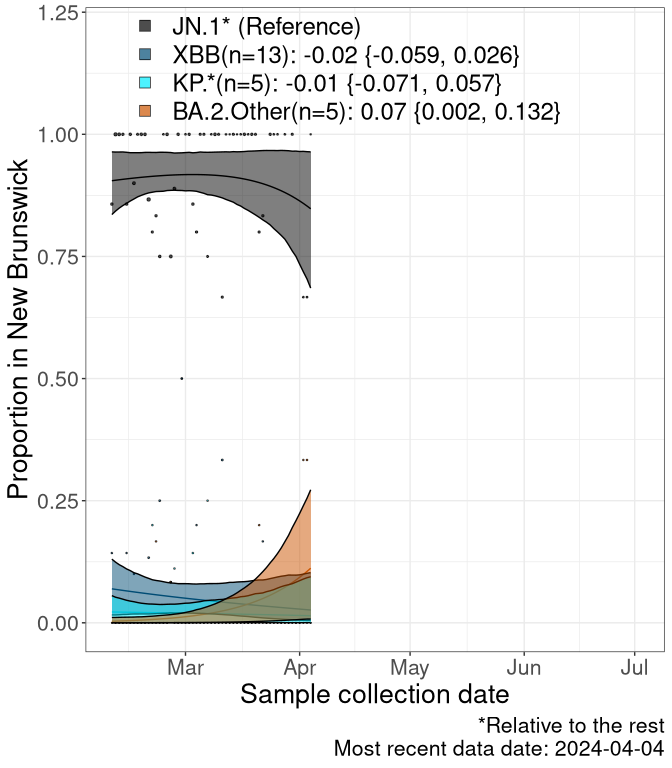 JN.1* (Reference)
XBB(n=13): -0.02 {-0.059, 0.026}
KP.*(n=5): -0.01 {-0.071, 0.057}
BA.2.Other(n=5): 0.07 {0.002, 0.132}
1.25
1.00
0.75
0.50
0.25
0.00
Proportion in New Brunswick
Mar Apr May Jun Jul
Sample collection date
*Relative to the rest
Most recent data date: 2024-04-04